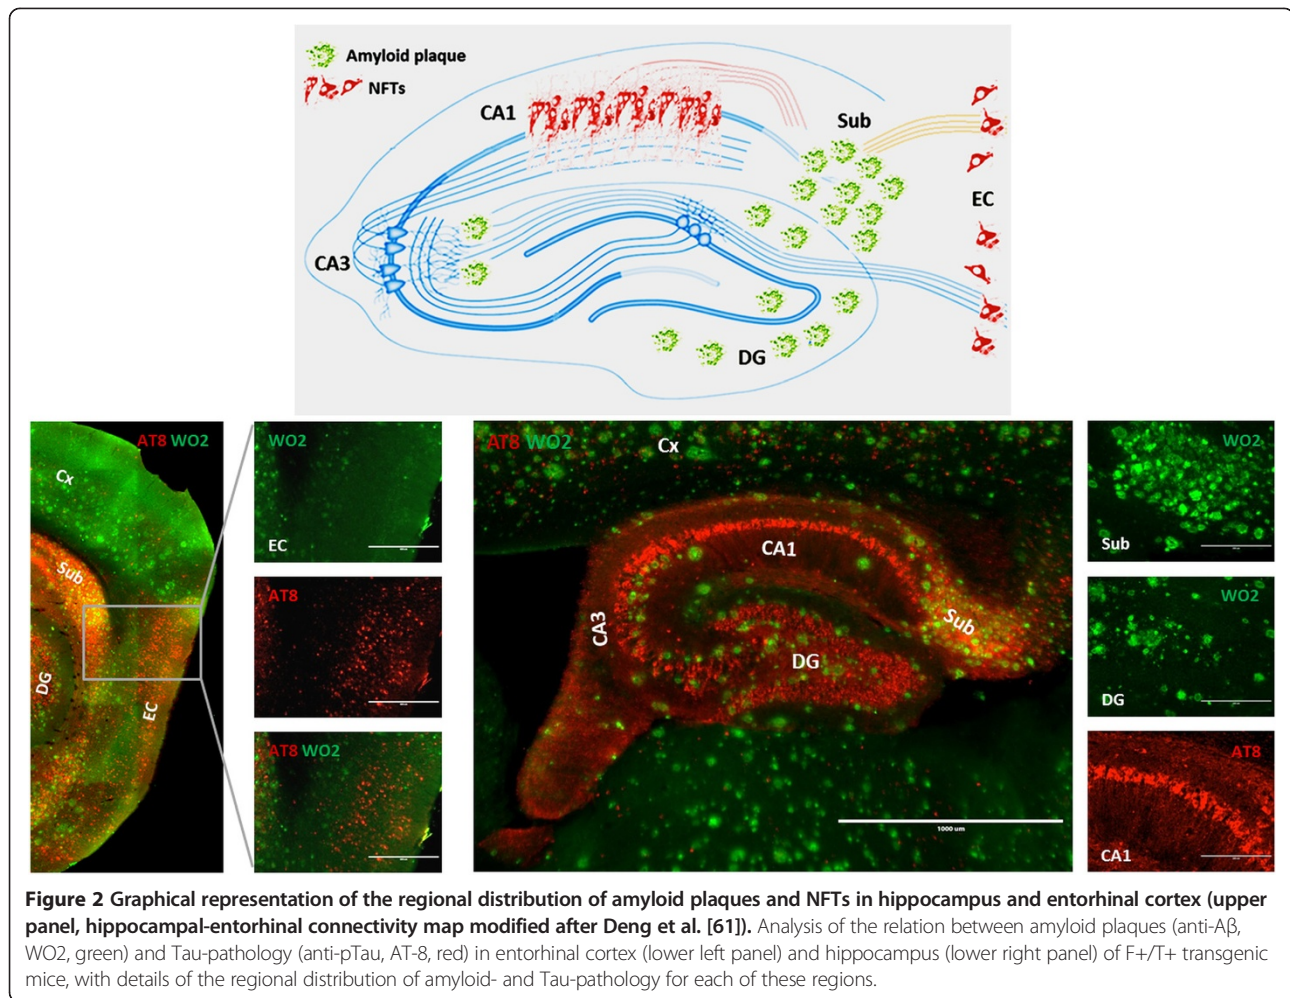 Amyloid plaque
NFTs
CA1
Sub
EC
CA3
DG
AT8 WO2
Cx
Sub
DG
EC
WO2
EC
AT8
AT8 WO2
AT8 WO2
Cx
CA1
CA3
Sub
DG
1000 um
WO2
Sub
WO2
DG
AT8
CA1
Figure 2 Graphical representation of the regional distribution of amyloid plaques and NFTs in hippocampus and entorhinal cortex (upper
panel, hippocampal-entorhinal connectivity map modified after Deng et al. [61]). Analysis of the relation between amyloid plaques (anti-Aβ,
WO2, green) and Tau-pathology (anti-pTau, AT-8, red) in entorhinal cortex (lower left panel) and hippocampus (lower right panel) of F+/T+ transgenic
mice, with details of the regional distribution of amyloid- and Tau-pathology for each of these regions.